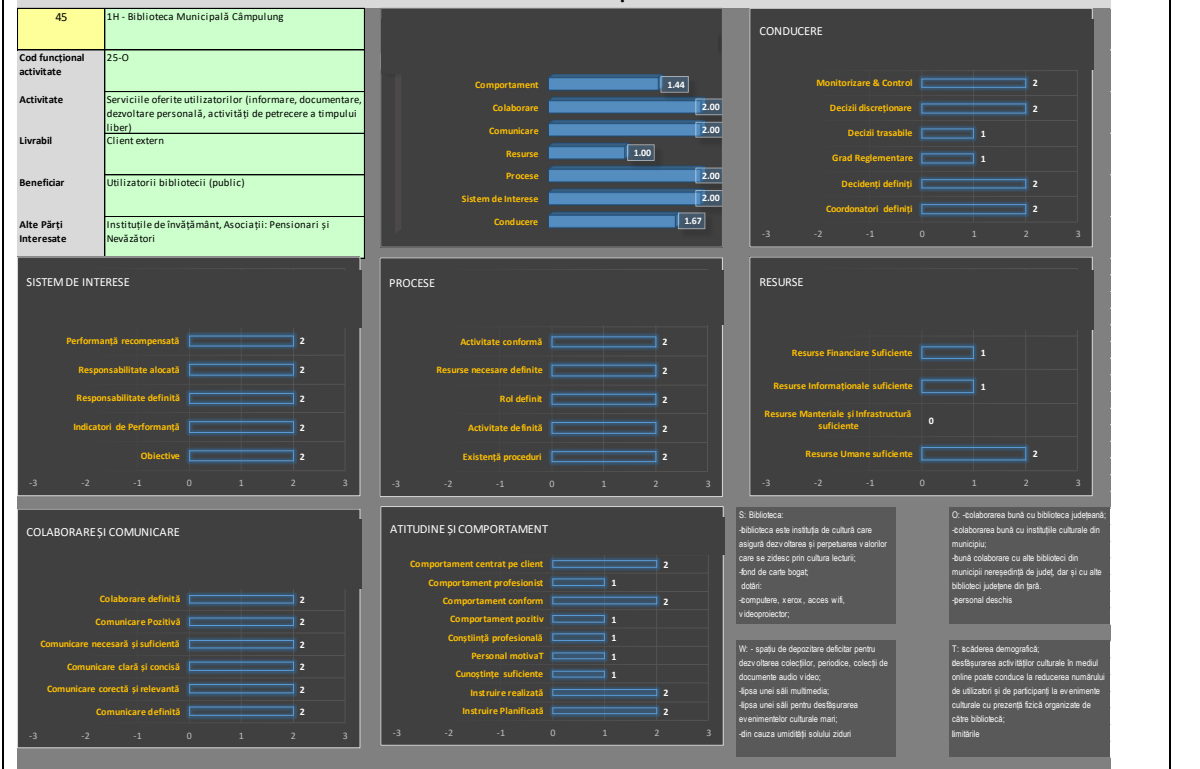 45
1H - Biblioteca Municipală Câmpulung
Cod funcțional
activitate
25-O
Activitate
Serviciile oferite utilizatorilor (informare, documentare,
dezvoltare personală, activități de petrecere a timpului
liber)
Livrabil
Client extern
Beneficiar
Utilizatorii bibliotecii (public)
Alte Părți
Interesate
Instituțile de învățământ, Asociații: Pensionari și
Nevăzători
Comportament 1.44
Colaborare 2.00
Comunicare 2.00
Resurse 1.00
Procese 2.00
Sistem de Interese 2.00
Conducere 1.67
CONDUCERE
Monitorizare & Control 2
Decizii discreționare 2
Decizii trasabile 1
Grad Reglementare 1
Decidenți definiți 2
Coordonatori definiți 2
-3 -2 -1 0 1 2 3
SISTEM DE INTERESE
Performanță recompensată 2
Responsabilitate alocată 2
Responsabilitate definită 2
Indicatori de Performanță 2
Obiective 2
-3 -2 -1 0 1 2 3
PROCESE
Activitate conformă 2
Resurse necesare definite 2
Rol definit 2
Activitate definită 2
Existență proceduri 2
-3 -2 -1 0 1 2 3
RESURSE
Resurse Financiare Suficiente 1
Resurse Informaționale suficiente 1
Resurse Manteriale și Infrastructură
suficiente 0
Resurse Umane suficiente 2
-3 -2 -1 0 1 2 3
COLABORARE ȘI COMUNICARE
Colaborare definită 2
Comunicare Pozitivă 2
Comunicare necesară și suficientă 2
Comunicare clară și concisă 2
Comunicare corectă și relevantă 2
Comunicare definită 2
-3 -2 -1 0 1 2 3
ATITUDINE ȘI COMPORTAMENT
Comportament centrat pe client 2
Comportament profesionist 1
Comportament conform 2
Comportament pozitiv 1
Conștiință profesională 1
Personal motivaT 1
Cunoștințe suficiente 1
Instruire realizată 2
Instruire Planificată 2
-3 -2 -1 0 1 2 3
S: Biblioteca:
-biblioteca este instituția de cultură care
asigură dezvoltarea și perpetuarea valorilor
care se zidesc prin cultura lecturii;
-fond de carte bogat;
dotări:
-computere, xerox, acces wifi,
videoproiector;
O: -colaborarea bună cu biblioteca județeană;
-colaborarea bună cu instituțiile culturale din
municipiu;
-bună colaborare cu alte biblioteci din
municipii nereședință de județ, dar și cu alte
biblioteci județene din țară.
-personal deschis
W: - spațiu de depozitare deficitar pentru
dezvoltarea colecțiilor, periodice, colecții de
documente audio video;
-lipsa unei săli multimedia;
-lipsa unei săli pentru desfășurarea
evenimentelor culturale mari;
-din cauza umidității solului ziduri
T: scăderea demografică;
desfășurarea activităților culturale în mediul
online poate conduce la reducerea numărului
de utilizatori și de participanți la evenimente
culturale cu prezență fizică organizate de
către bibliotecă;
limitările